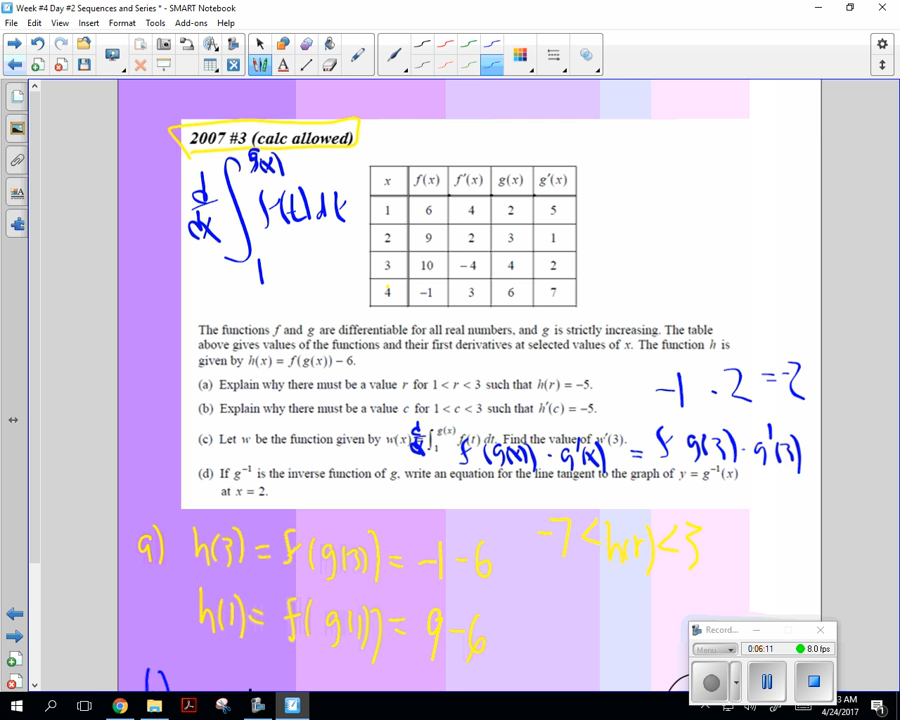 Week #4 Day #2 Sequences and Series * - SMART Notebook
File Edit View Insert Format Tools Add-ons Help
2007 #3 (calc allowed)
d/dx ∫₁^g(x) f(t) dt
x f(x) f′(x) g(x) g′(x)
1 6 4 2 5
2 9 2 3 1
3 10 −4 4 2
4 −1 3 6 7
The functions f and g are differentiable for all real numbers, and g is strictly increasing. The table
above gives values of the functions and their first derivatives at selected values of x. The function h is
given by h(x) = f(g(x)) − 6.
(a) Explain why there must be a value r for 1 < r < 3 such that h(r) = −5.
-1 · 2 = -2
(b) Explain why there must be a value c for 1 < c < 3 such that h′(c) = −5.
(c) Let w be the function given by w(x) = d/dx ∫₁^g(x) f(t) dt. Find the value of w′(3).
f(g(x)) · g'(x) = f g(3) · g'(3)
(d) If g⁻¹ is the inverse function of g, write an equation for the line tangent to the graph of y = g⁻¹(x)
at x = 2.
a) h(3) = f(g(3)) = -1 - 6
-7 < h(r) < 3
h(1) = f(g(1)) = 9 - 6
Record...
Menu
0:06:11
8.0 fps
3 AM
4/24/2017